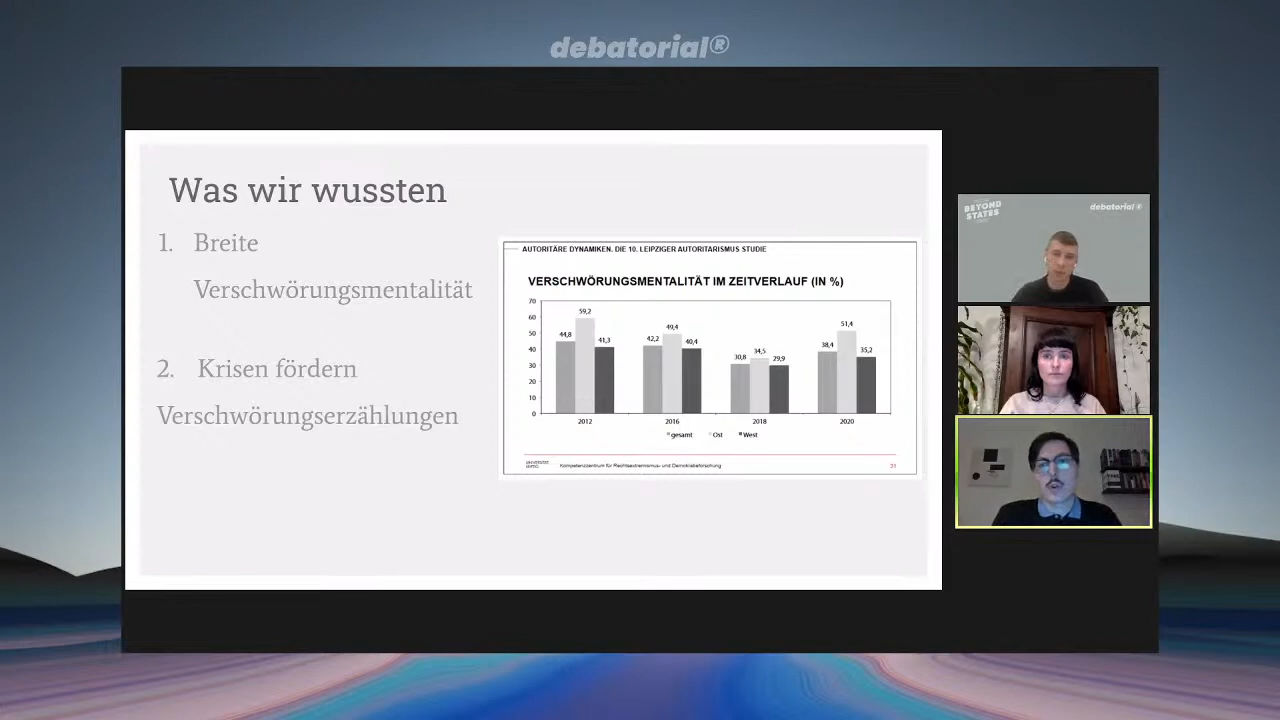 debatorial®
Was wir wussten
1. Breite
Verschwörungsmentalität
2. Krisen fördern
Verschwörungserzählungen
AUTORITÄRE DYNAMIKEN. DIE 10. LEIPZIGER AUTORITARISMUS STUDIE
VERSCHWÖRUNGSMENTALITÄT IM ZEITVERLAUF (IN %)
70
60
50
40
30
20
10
0
44,8
59,2
41,3
42,2
49,4
40,4
30,8
34,5
29,9
38,4
51,4
35,2
2012
2016
2018
2020
gesamt
Ost
West
UNIVERSITÄT
Kompetenzzentrum für Rechtsextremismus- und Demokratieforschung
21
BEYOND
STATES
debatorial®